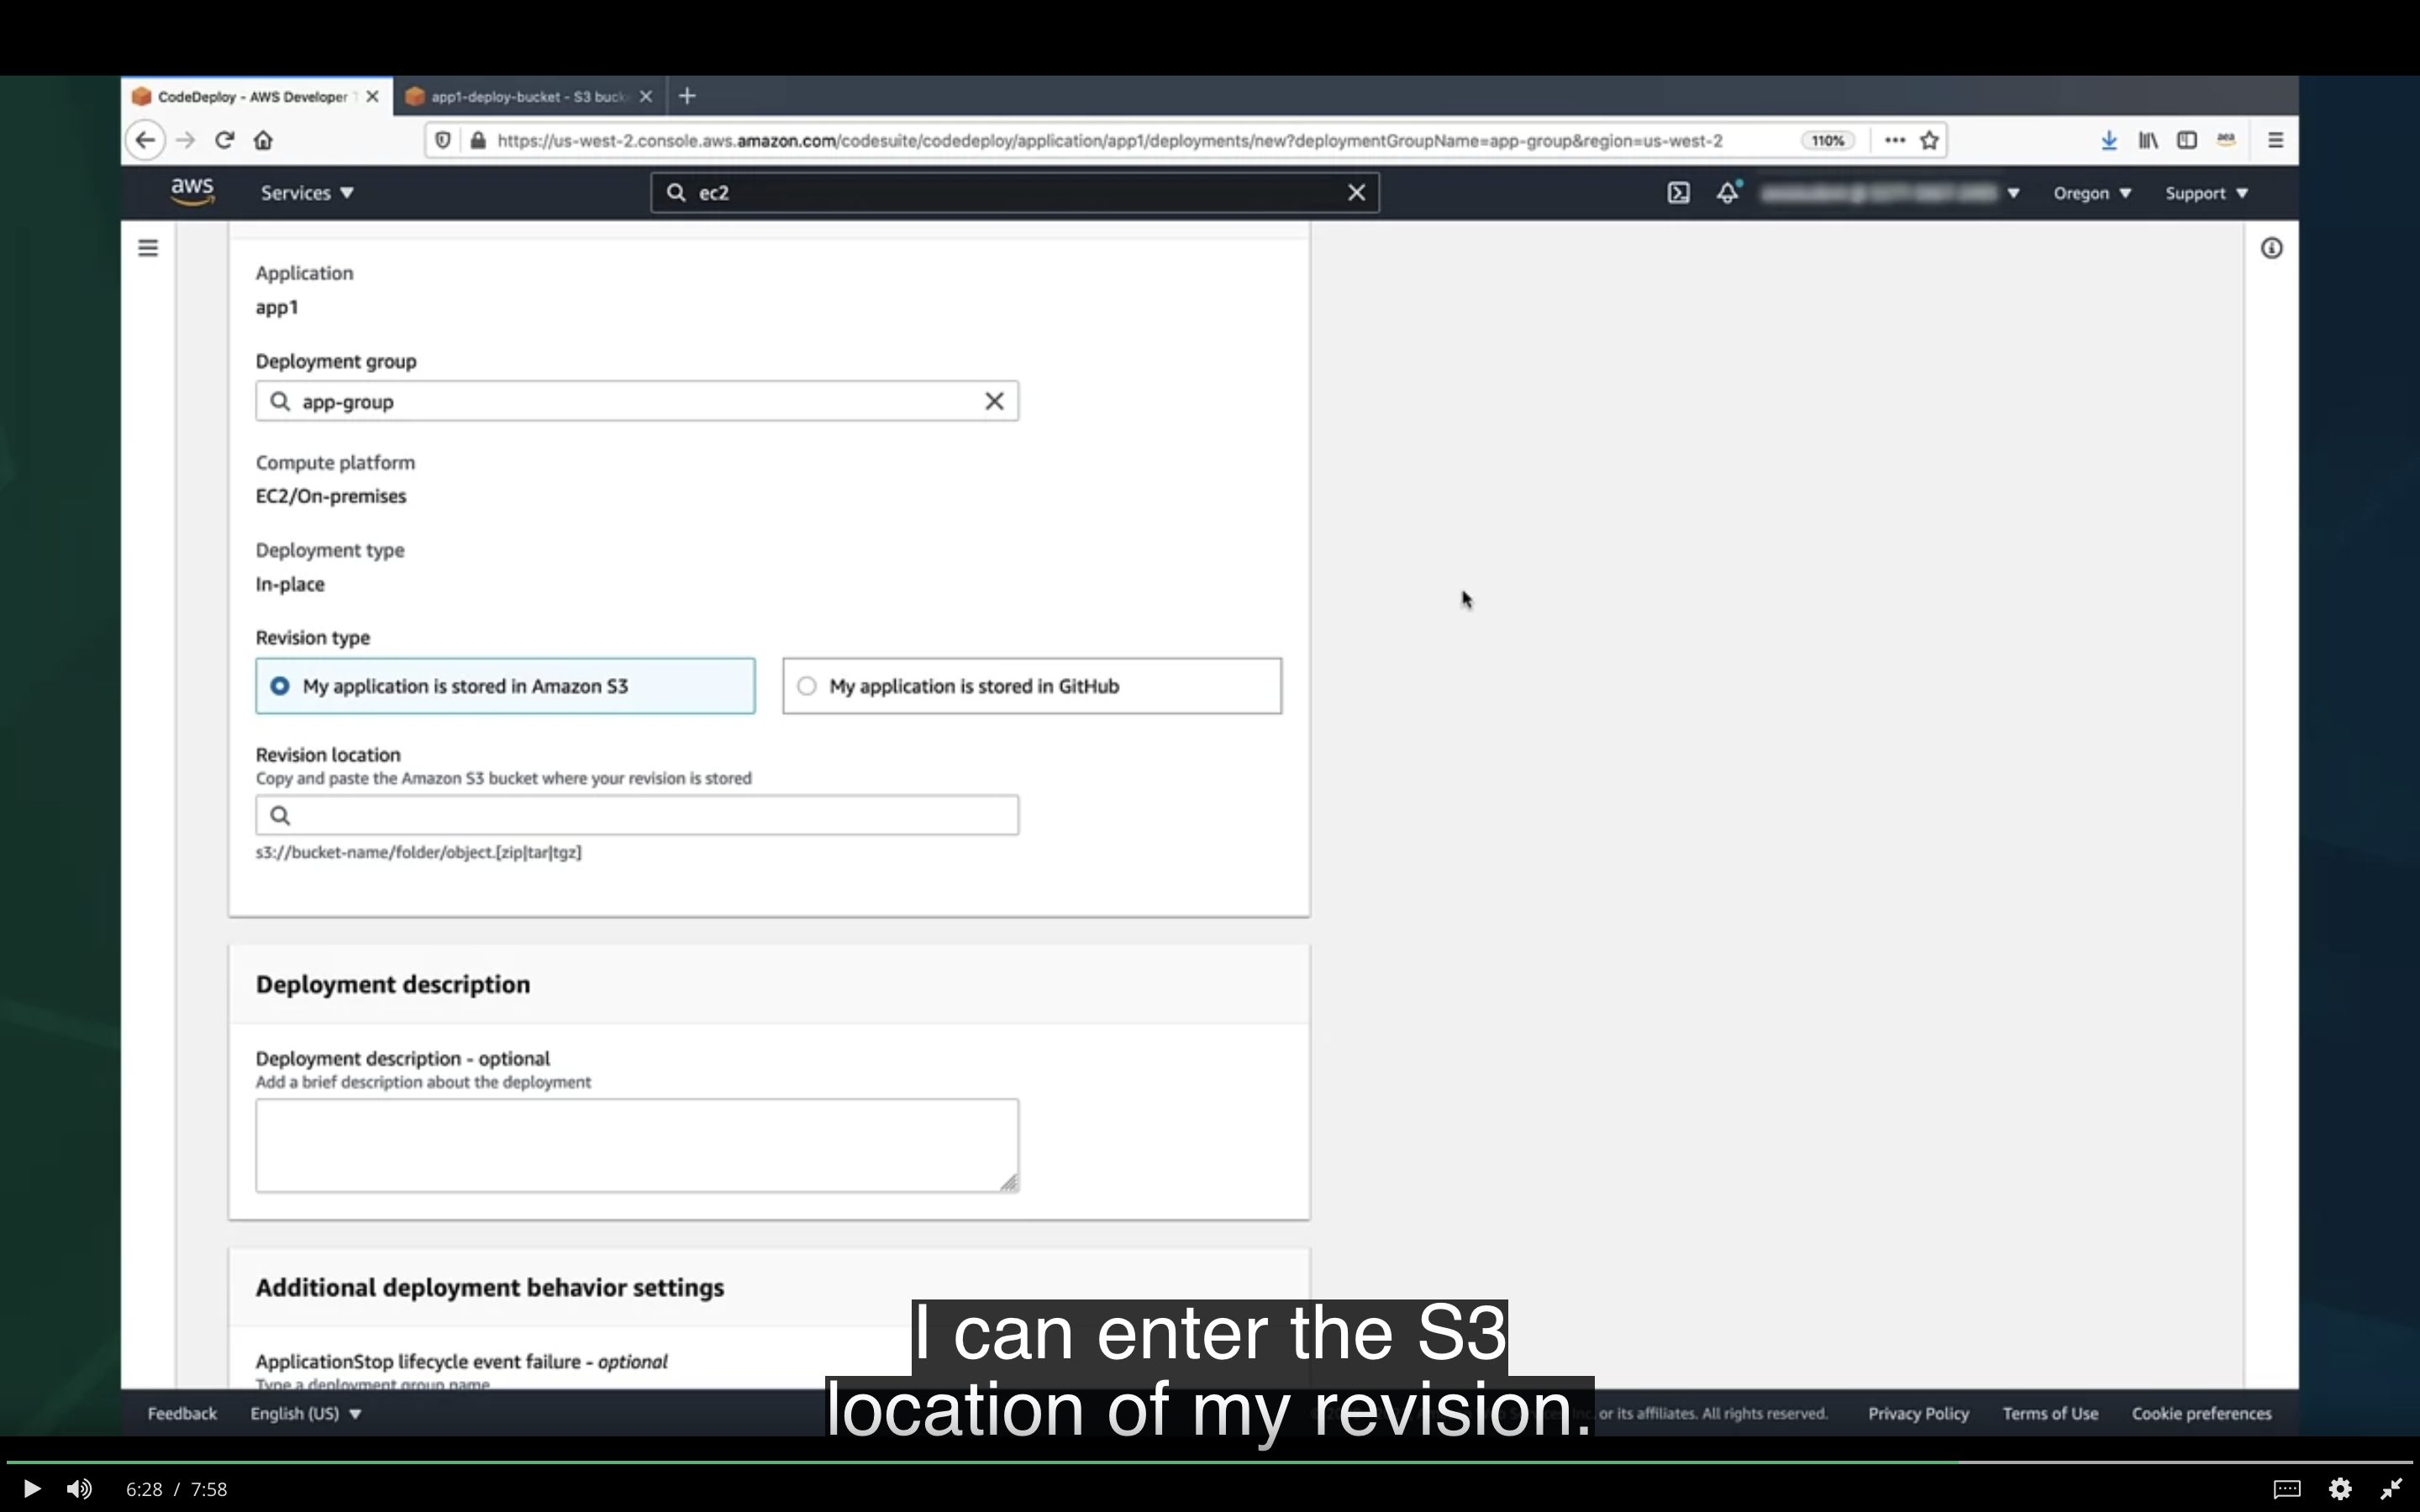 CodeDeploy - AWS Developer T
app1-deploy-bucket - S3 buck
https://us-west-2.console.aws.amazon.com/codesuite/codedeploy/application/app1/deployments/new?deploymentGroupName=app-group&region=us-west-2
110%
aws
Services
ec2
Oregon
Support
Application
app1
Deployment group
app-group
Compute platform
EC2/On-premises
Deployment type
In-place
Revision type
My application is stored in Amazon S3
My application is stored in GitHub
Revision location
Copy and paste the Amazon S3 bucket where your revision is stored
s3://bucket-name/folder/object.[zip|tar|tgz]
Deployment description
Deployment description - optional
Add a brief description about the deployment
Additional deployment behavior settings
ApplicationStop lifecycle event failure - optional
Type a deployment group name
I can enter the S3
location of my revision.
Feedback
English (US)
or its affiliates. All rights reserved.
Privacy Policy
Terms of Use
Cookie preferences
6:28 / 7:58